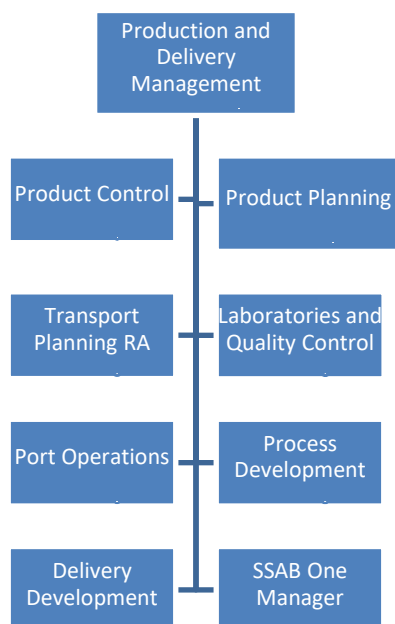 Production and
Delivery
Management
Product Control
Product Planning
Transport
Planning RA
Laboratories and
Quality Control
Port Operations
Process
Development
Delivery
Development
SSAB One
Manager